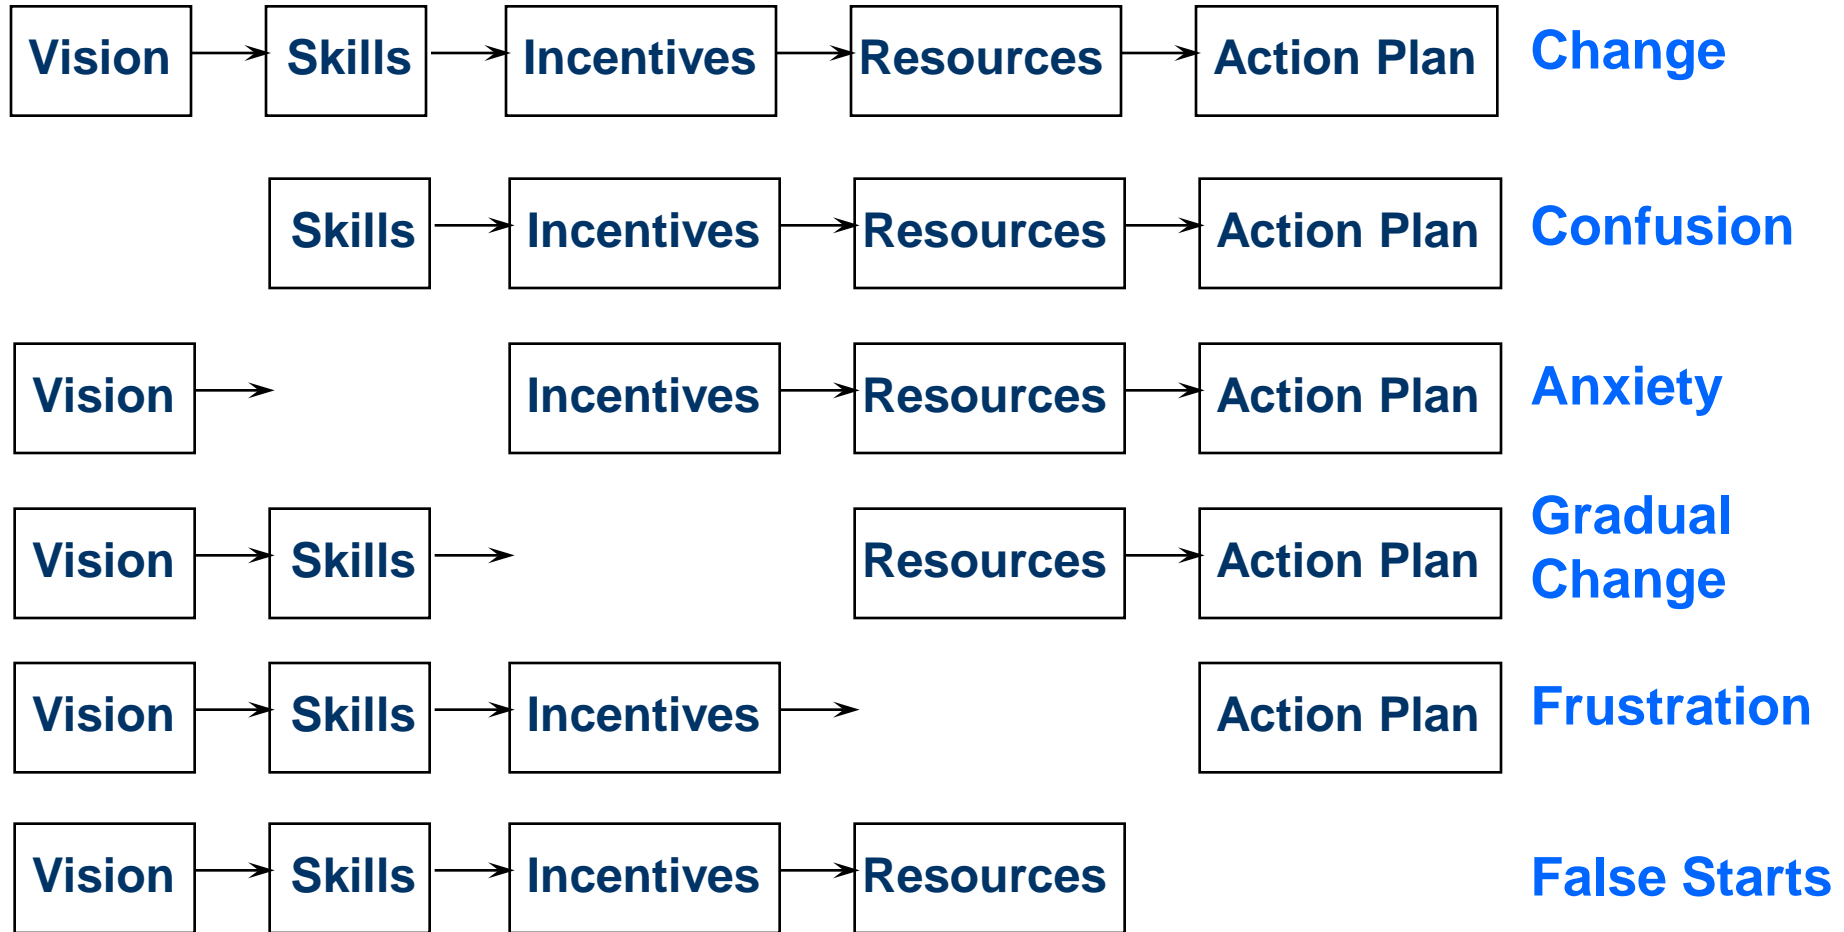 Vision Skills Incentives Resources Action Plan Change
Skills Incentives Resources Action Plan Confusion
Vision Incentives Resources Action Plan Anxiety
Vision Skills Resources Action Plan Gradual
Change
Vision Skills Incentives Action Plan Frustration
Vision Skills Incentives Resources False Starts